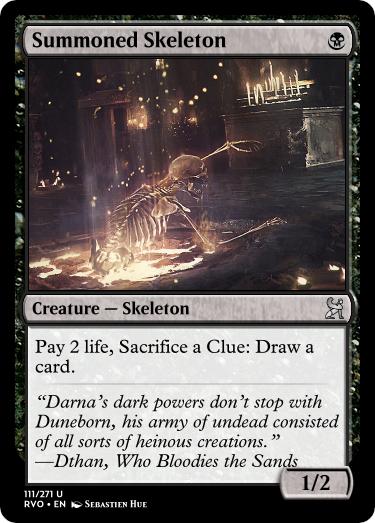 Summoned Skeleton
Creature — Skeleton
Pay 2 life, Sacrifice a Clue: Draw a
card.
“Darna’s dark powers don’t stop with
Duneborn, his army of undead consisted
of all sorts of heinous creations.”
—Dthan, Who Bloodies the Sands
1/2
111/271 U
RVO • EN Sebastien Hue